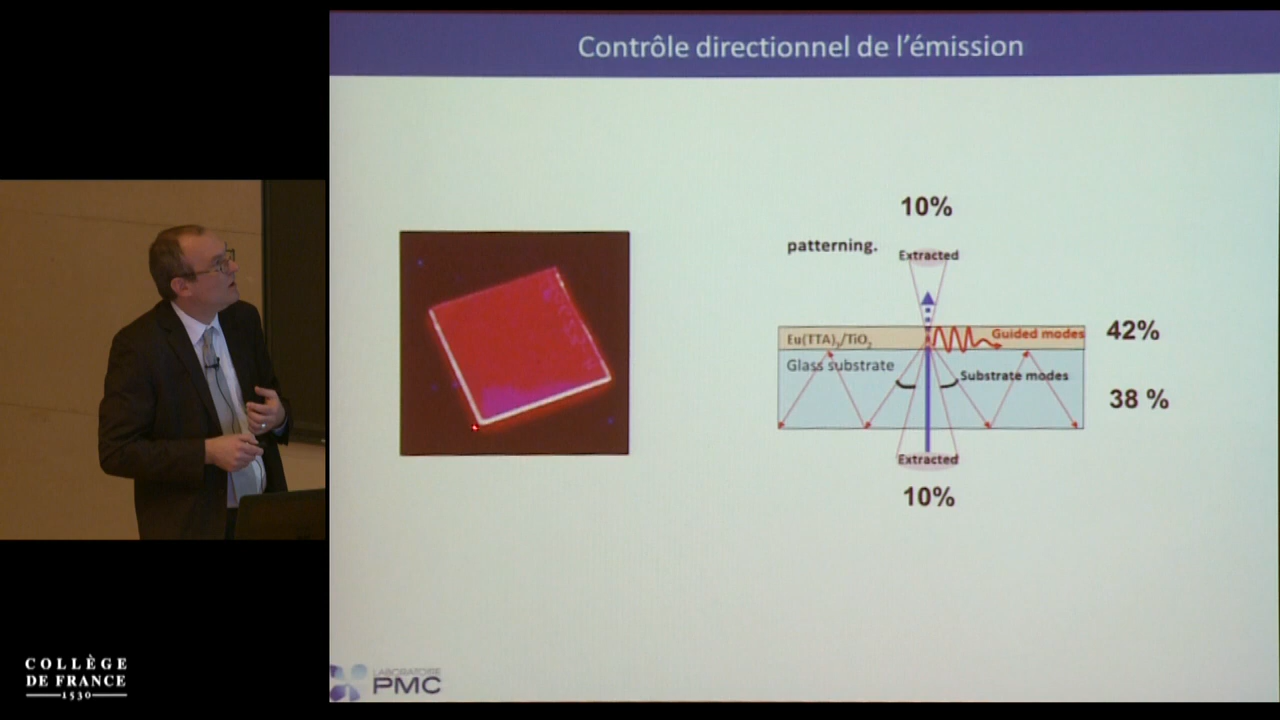 Contrôle directionnel de l'émission
10%
patterning.
Extracted
Eu(TTA)3/TiO2
Guided modes
42%
Glass substrate
Substrate modes
38 %
Extracted
10%
COLLÈGE
DE FRANCE
1530
LABORATOIRE
PMC